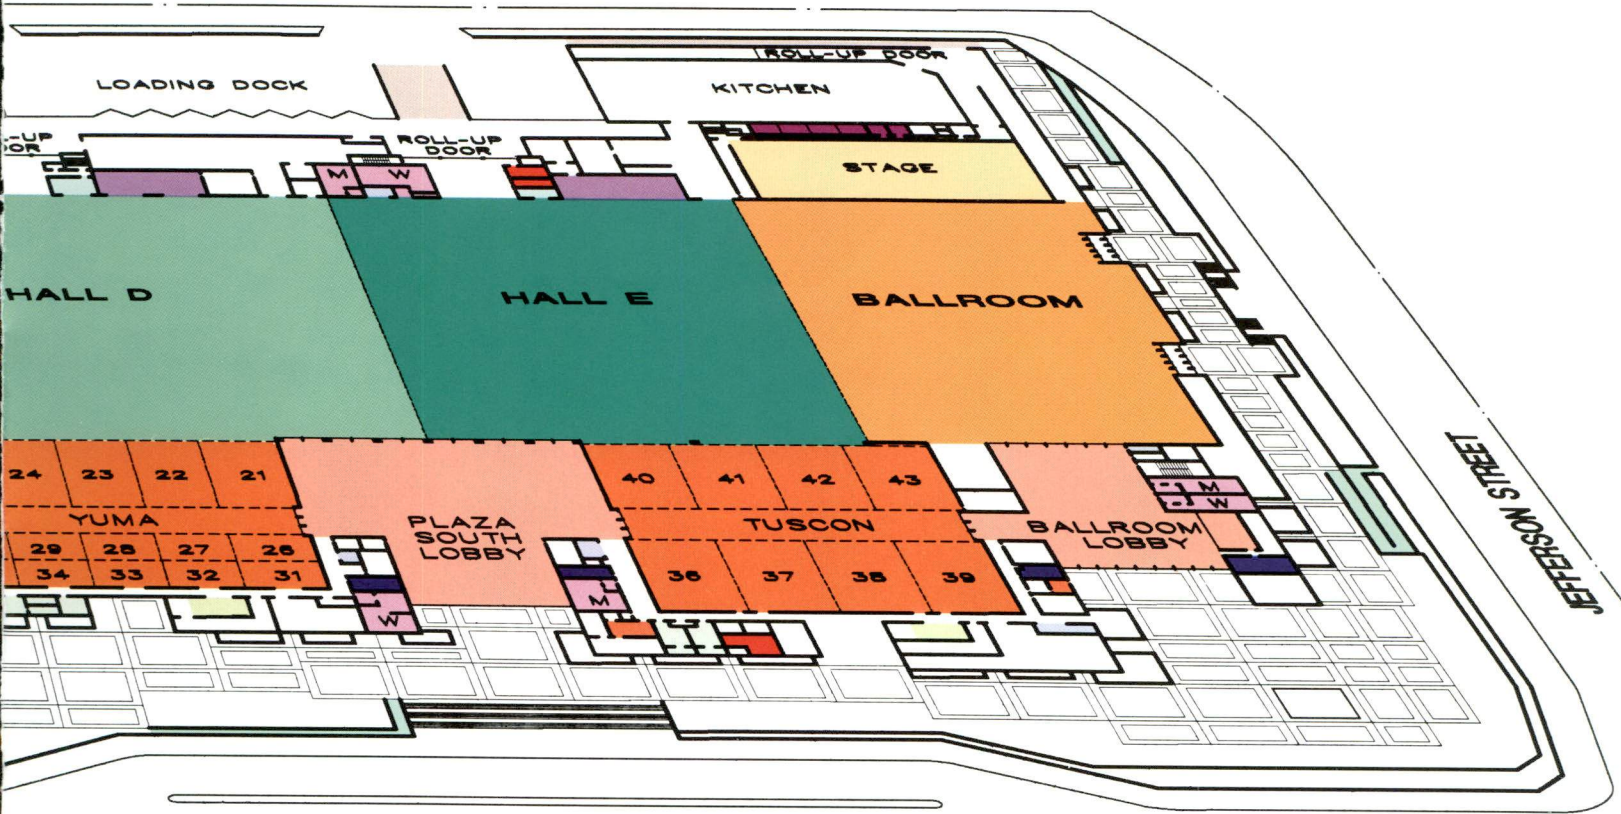 ROLL-UP DOOR
LOADING DOCK
KITCHEN
-UP
OOR
ROLL-UP
DOOR
STAGE
M
W
HALL D
HALL E
BALLROOM
24
23
22
21
40
41
42
43
M
W
YUMA
PLAZA
SOUTH
LOBBY
TUSCON
BALLROOM
LOBBY
JEFFERSON STREET
29
28
27
26
34
33
32
31
36
37
38
39
M
W